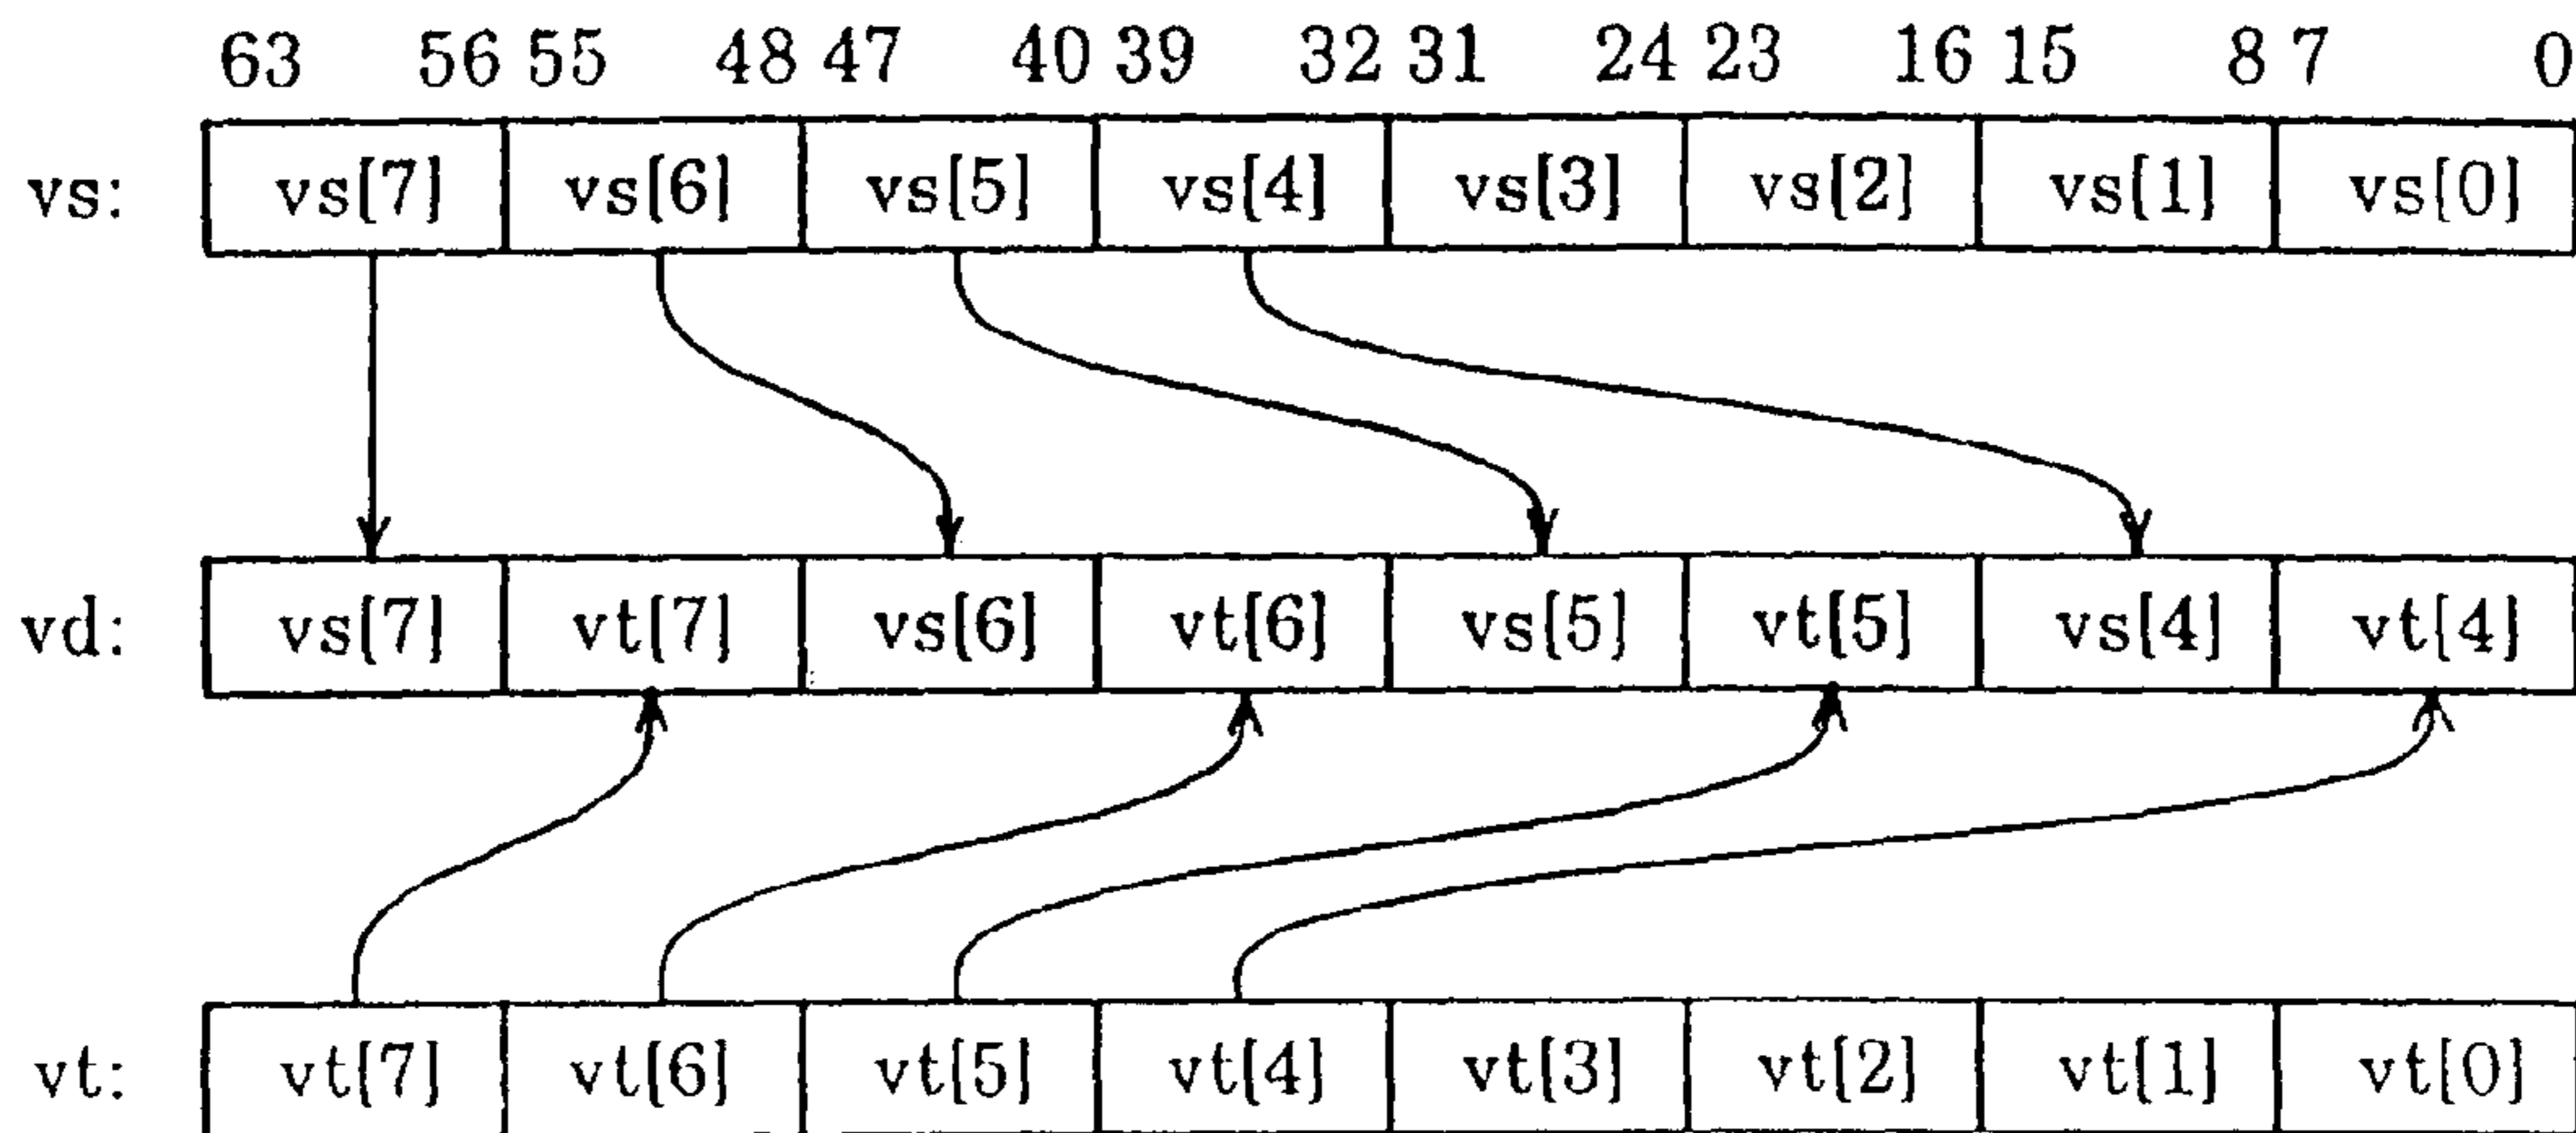 63 56 55 48 47 40 39 32 31 24 23 16 15 8 7 0
vs: vs[7] vs[6] vs[5] vs[4] vs[3] vs[2] vs[1] vs[0]
vd: vs[7] vt[7] vs[6] vt[6] vs[5] vt[5] vs[4] vt[4]
vt: vt[7] vt[6] vt[5] vt[4] vt[3] vt[2] vt[1] vt[0]